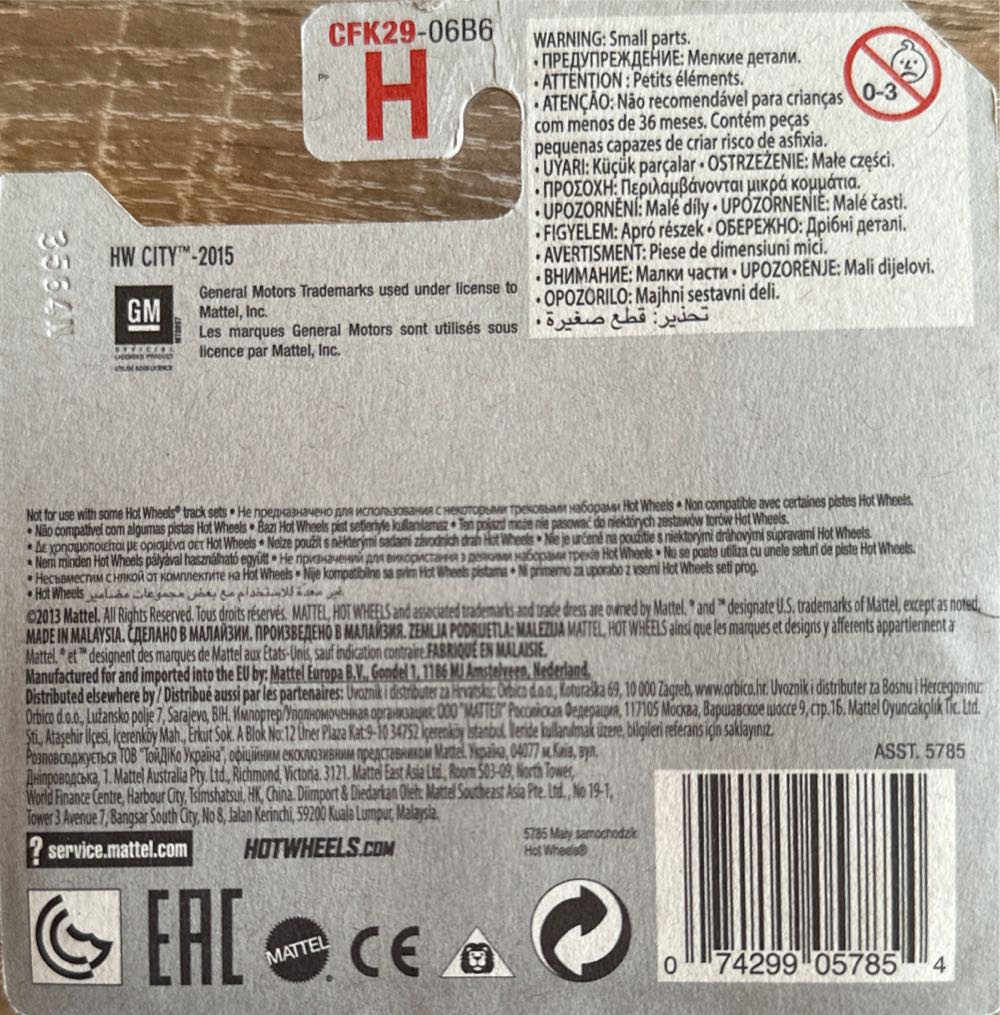 CFK29-06B6
Pp
H
WARNING: Small parts.
• ПРЕДУПРЕЖДЕНИЕ: Мелкие детали.
• ATTENTION : Petits éléments.
• ATENÇÃO: Não recomendável para crianças
com menos de 36 meses. Contém peças
pequenas capazes de criar risco de asfixia.
• UYARI: Küçük parçalar • OSTRZEŻENIE: Małe części.
• ΠΡΟΣΟΧΗ: Περιλαμβάνονται μικρά κομμάτια.
• UPOZORNĚNÍ: Malé díly • UPOZORNENIE: Malé časti.
• FIGYELEM: Apró részek • ОБЕРЕЖНО: Дрібні деталі.
• AVERTISMENT: Piese de dimensiuni mici.
• ВНИМАНИЕ: Малки части • UPOZORENJE: Mali dijelovi.
• OPOZORILO: Majhni sestavni deli.
• تحذير: قطع صغيرة
0-3
3564N
HW CITY™-2015
GM
OFFICIAL
LICENSED PRODUCT
General Motors Trademarks used under license to
Mattel, Inc.
Les marques General Motors sont utilisés sous
licence par Mattel, Inc.
Not for use with some Hot Wheels® track sets • Не предназначено для использования с некоторыми трековыми наборами Hot Wheels • Non compatible avec certaines pistes Hot Wheels.
• Não compatível com algumas pistas Hot Wheels • Bazı Hot Wheels pist setleriyle kullanılamaz • Ten pojazd może nie pasować do niektórych zestawów torów Hot Wheels.
• Δε χρησιμοποιείται με ορισμένα σετ Hot Wheels • Nelze použít s některými sadami závodních drah Hot Wheels • Nie je určené na použitie s niektorými dráhovými súpravami Hot Wheels.
• Nem minden Hot Wheels pályával használható együtt • Не призначений для використання з деякими наборами треків Hot Wheels • Nu se poate utiliza cu unele seturi de piste Hot Wheels.
• Несъвместим с някой от комплектите на Hot Wheels • Nije kompatibilno sa svim Hot Wheels pistama • Ni primerno za uporabo z vsemi Hot Wheels seti prog.
• Hot Wheels غير معدة للاستخدام مع بعض مجموعات مضامير
©2013 Mattel. All Rights Reserved. Tous droits réservés. MATTEL, HOT WHEELS and associated trademarks and trade dress are owned by Mattel. ® and ™ designate U.S. trademarks of Mattel, except as noted.
MADE IN MALAYSIA. СДЕЛАНО В МАЛАЙЗИИ. ПРОИЗВЕДЕНО В МАЛАЙЗИЯ. ZEMLJA PODRIJETLA: MALEZIJA MATTEL, HOT WHEELS ainsi que les marques et designs y afférents appartiennent à
Mattel. ® et ™ désignent des marques de Mattel aux États-Unis, sauf indication contraire. FABRIQUÉ EN MALAISIE.
Manufactured for and imported into the EU by: Mattel Europa B.V., Gondel 1, 1186 MJ Amstelveen, Nederland.
Distributed elsewhere by / Distribué aussi par les partenaires: Uvoznik i distributer za Hrvatsku: Orbico d.o.o., Koturaška 69, 10 000 Zagreb, www.orbico.hr. Uvoznik i distributer za Bosnu i Hercegovinu:
Orbico d.o.o., Lužansko polje 7, Sarajevo, BIH. Импортер/Уполномоченная организация: ООО "МАТТЕЛ" Российская Федерация, 117105 Москва, Варшавское шоссе 9, стр.1б. Mattel Oyuncakçılık Tic. Ltd.
Şti., Ataşehir İlçesi, İçerenköy Mah., Erkut Sok. A Blok No:12 Üner Plaza Kat:9-10 34752 İçerenköy İstanbul. İleride kullanılmak üzere, bilgileri referans için saklayınız.
Розповсюджується ТОВ "ТойДіКо Україна", офіційним ексклюзивним представником Mattel. Україна, 04077 м.Київ, вул.
Дніпроводська, 1. Mattel Australia Pty. Ltd., Richmond, Victoria. 3121. Mattel East Asia Ltd., Room 503-09, North Tower,
World Finance Centre, Harbour City, Tsimshatsui, HK, China. Diimport & Diedarkan Oleh: Mattel Southeast Asia Pte. Ltd., No 19-1,
Tower 3 Avenue 7, Bangsar South City, No 8, Jalan Kerinchi, 59200 Kuala Lumpur, Malaysia.
ASST. 5785
? service.mattel.com
HOTWHEELS.COM
5785 Mały samochodzik
Hot Wheels®
EAC
MATTEL
CE
0 74299 05785 4